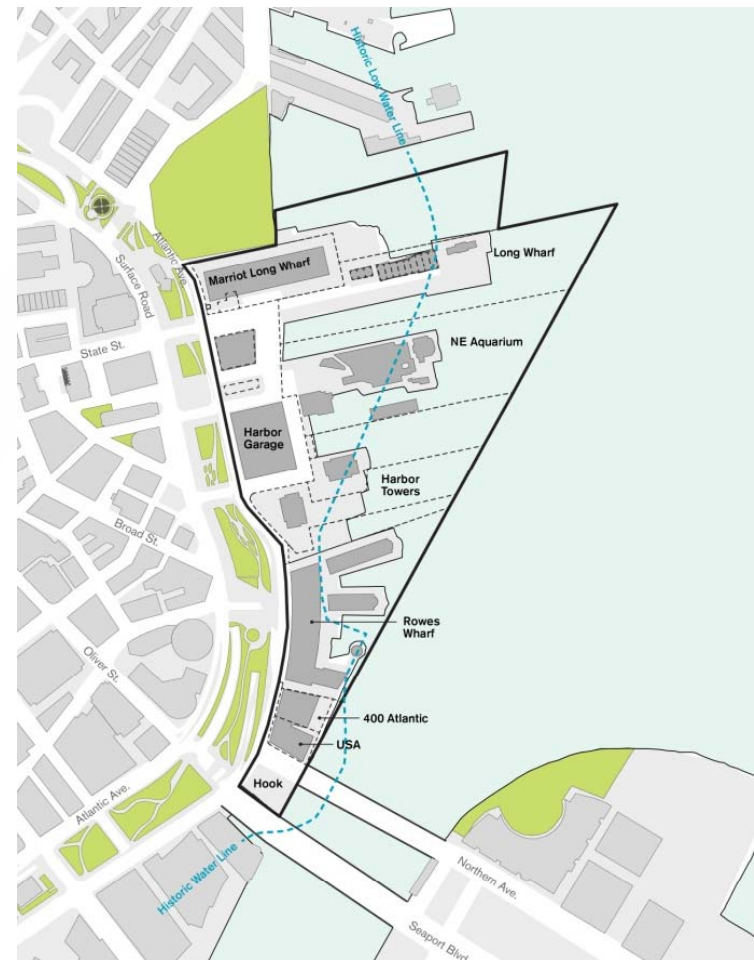 Historic Low Water Line
Long Wharf
Marriot Long Wharf
Atlantic Ave.
Surface Road
State St.
NE Aquarium
Harbor
Garage
Harbor
Towers
Broad St.
Rowes
Wharf
Oliver St.
400 Atlantic
USA
Hook
Atlantic Ave.
Historic Water Line
Northern Ave.
Seaport Blvd